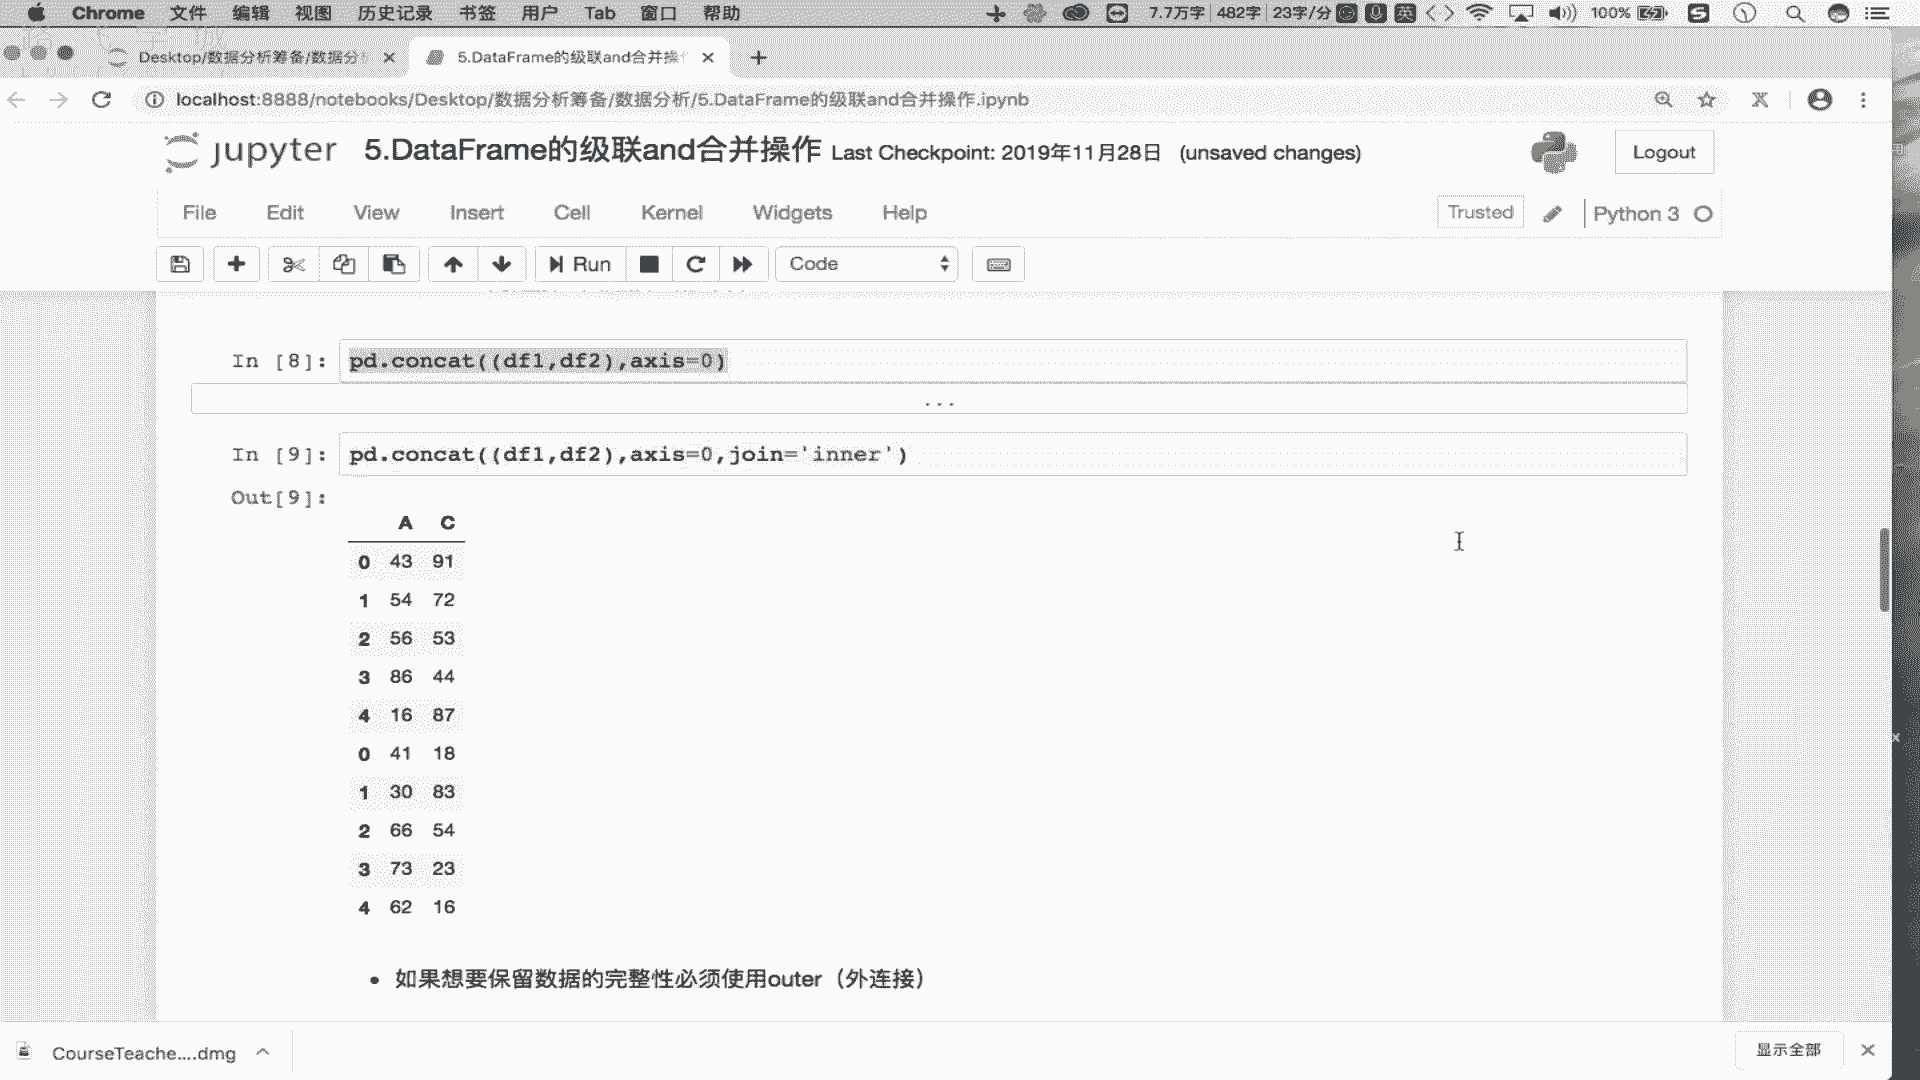 Chrome 文件 编辑 视图 历史记录 书签 用户 Tab 窗口 帮助 7.7万字 482字 23字/分 英 100%
Desktop/数据分析筹备/数据分 5.DataFrame的级联and合并操
localhost:8888/notebooks/Desktop/数据分析筹备/数据分析/5.DataFrame的级联and合并操作.ipynb
jupyter 5.DataFrame的级联and合并操作 Last Checkpoint: 2019年11月28日 (unsaved changes) Logout
File Edit View Insert Cell Kernel Widgets Help Trusted Python 3
Run Code
In [8]: pd.concat((df1,df2),axis=0)
...
In [9]: pd.concat((df1,df2),axis=0,join='inner')
Out[9]:
A C
0 43 91
1 54 72
2 56 53
3 86 44
4 16 87
0 41 18
1 30 83
2 66 54
3 73 23
4 62 16
• 如果想要保留数据的完整性必须使用outer（外连接）
CourseTeache....dmg 显示全部